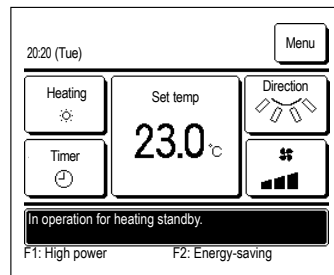 20:20 (Tue)
Menu
Heating
Set temp
Direction
23.0 °C
Timer
In operation for heating standby.
F1: High power
F2: Energy-saving